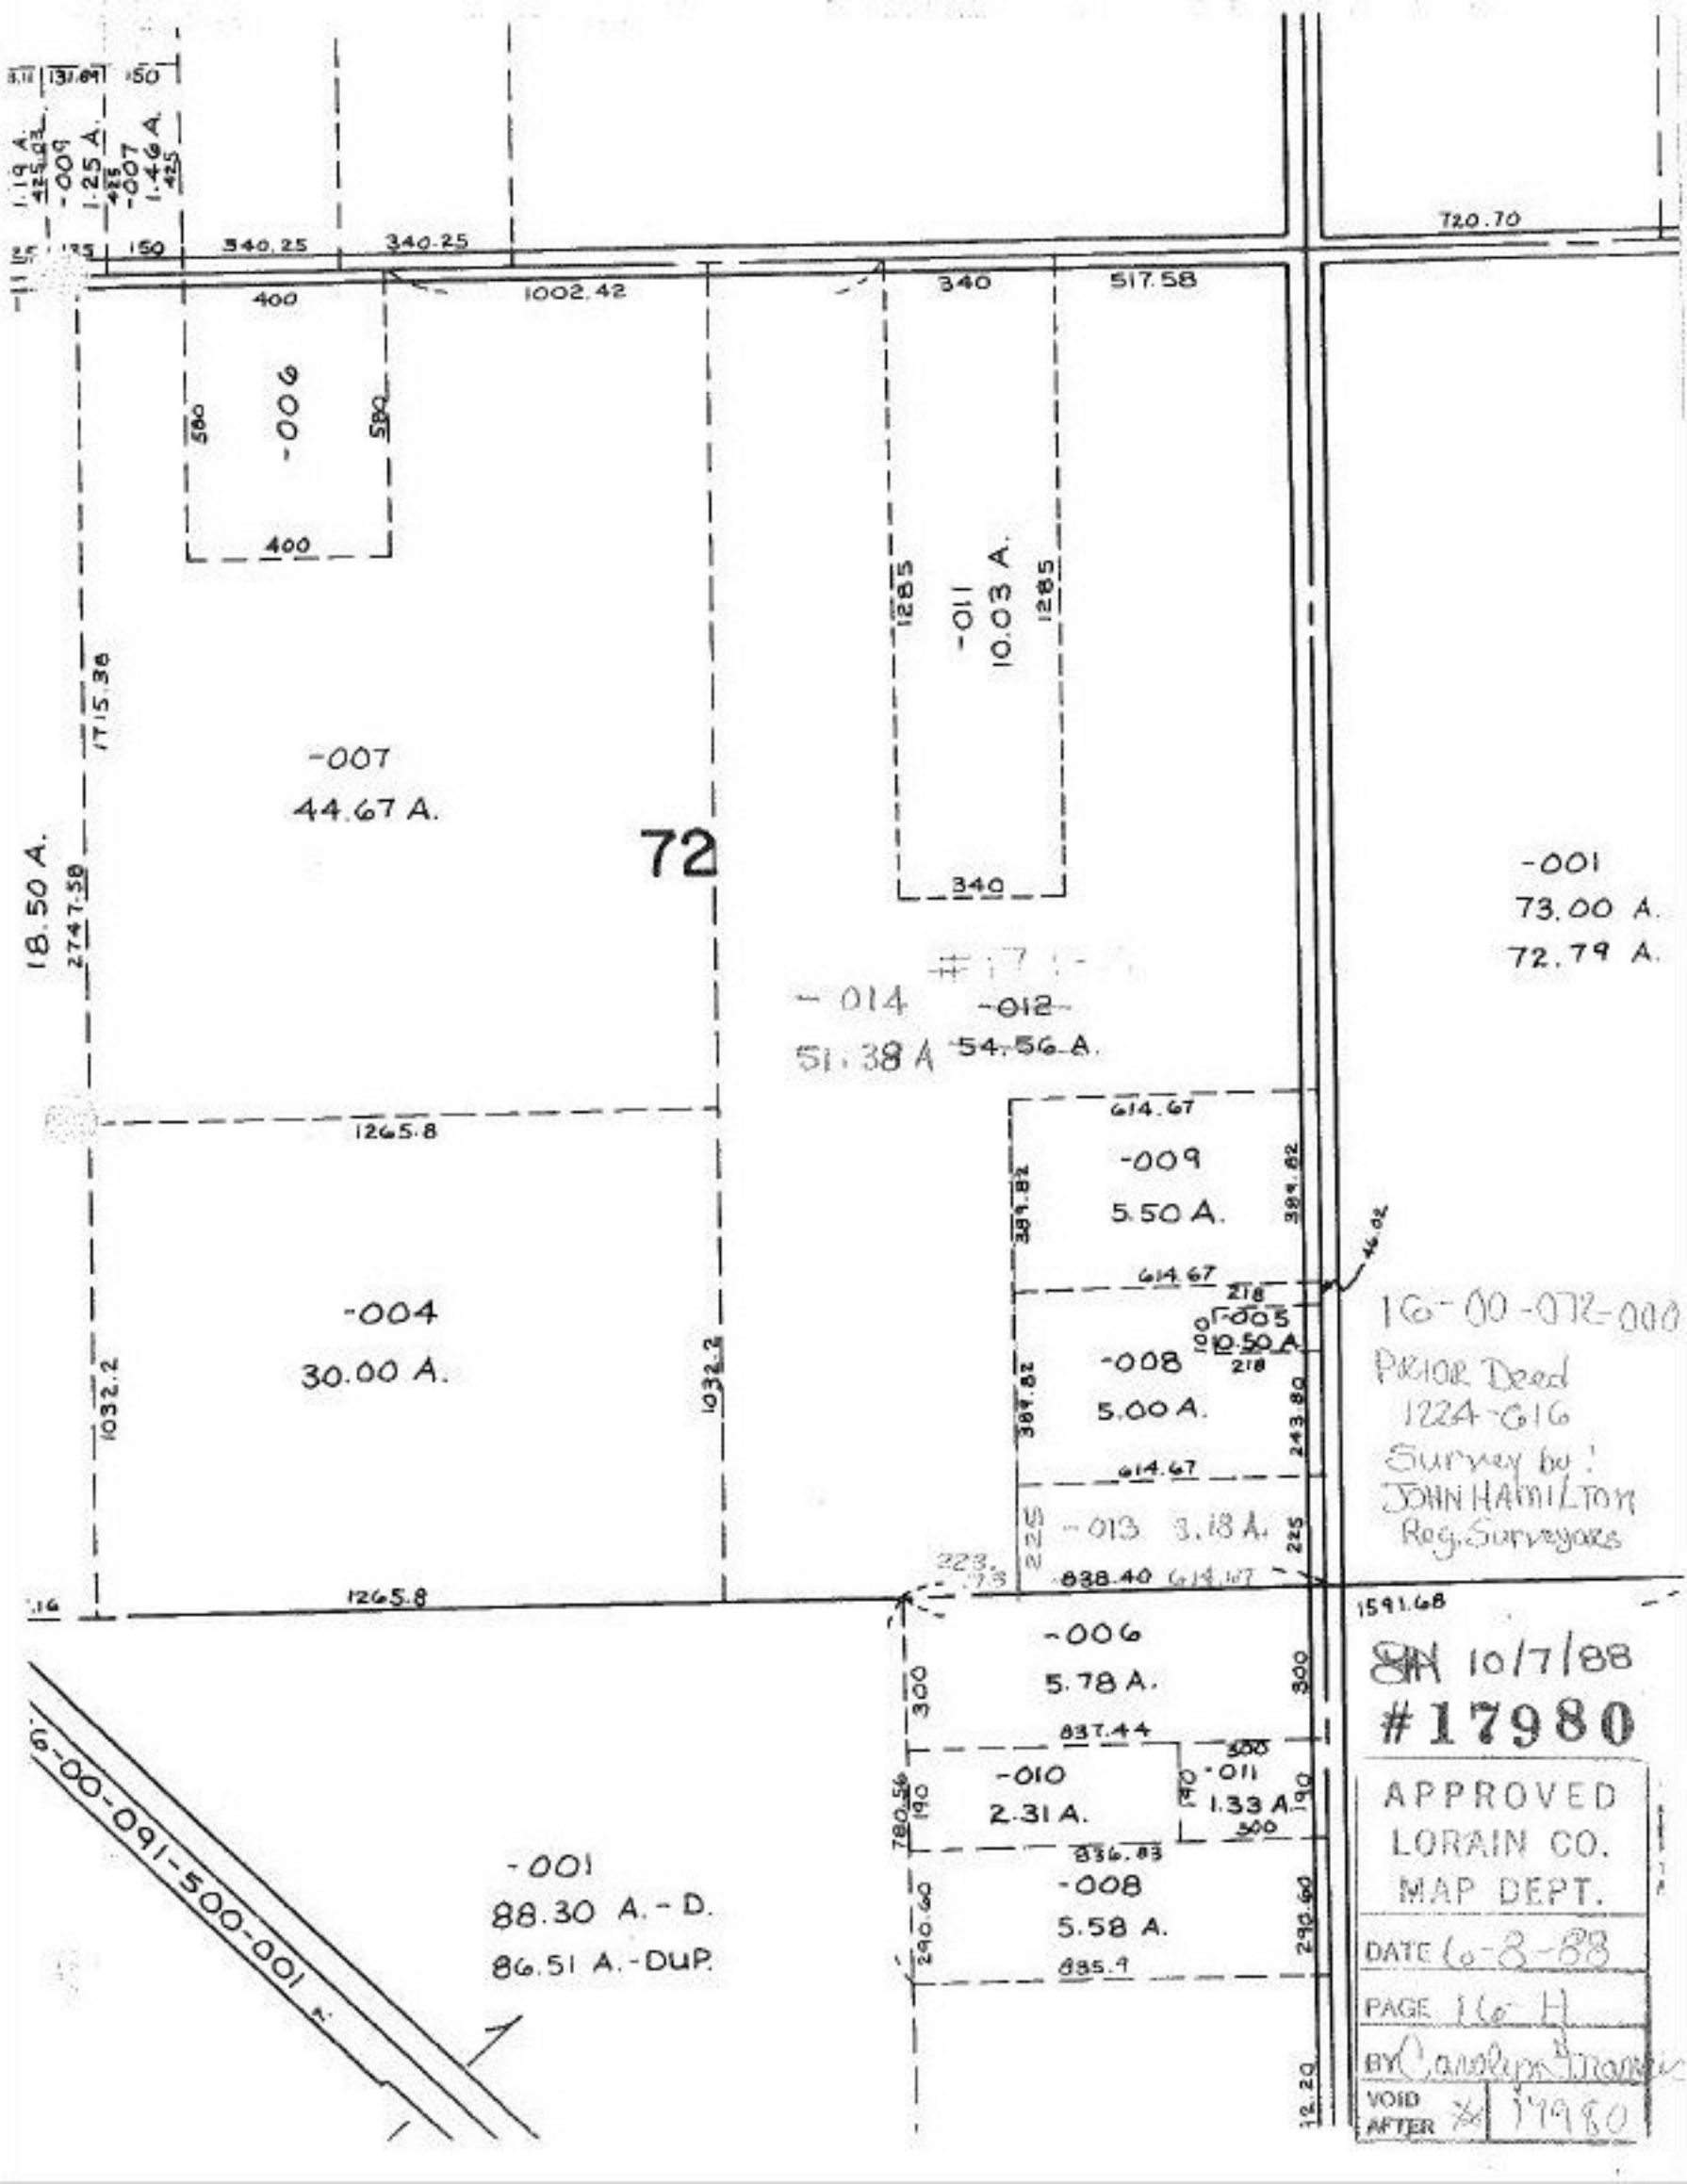 131.69 150
1.19 A.
425.03
-009
1.25 A.
425
-007
1.46 A.
425
150
340.25
340.25
720.70
400
1002.42
340
517.58
580
-006
580
400
1285
-011
10.03 A.
1285
340
1715.38
-007
44.67 A.
72
18.50 A.
2747.58
-001
73.00 A.
72.79 A.
-014 -012
51.38 A 54.56 A.
1265.8
614.67
-009
5.50 A.
389.82
389.82
614.67
46.02
218
-005
0.50 A.
100
218
-008
5.00 A.
389.82
243.80
614.67
-004
30.00 A.
1032.2
1032.2
16-00-072-000
PRIOR Deed
1224-616
Survey by:
JOHN HAMILTON
Reg. Surveyors
225 -013 3.18 A. 225
223.
.73
838.40 614.67
.16
1265.8
1591.68
-006
5.78 A.
300
300
837.44
10/7/88
#17980
-010
2.31 A.
780.56
190
190
300
-011
1.33 A.
190
300
836.83
-008
5.58 A.
290.60
290.60
835.9
-001
88.30 A.-D.
86.51 A.-DUP.
6-00-091-500-001
12.20
APPROVED
LORAIN CO.
MAP DEPT.
DATE 6-8-88
PAGE 16-H
BY Carolyn
VOID
AFTER 17980